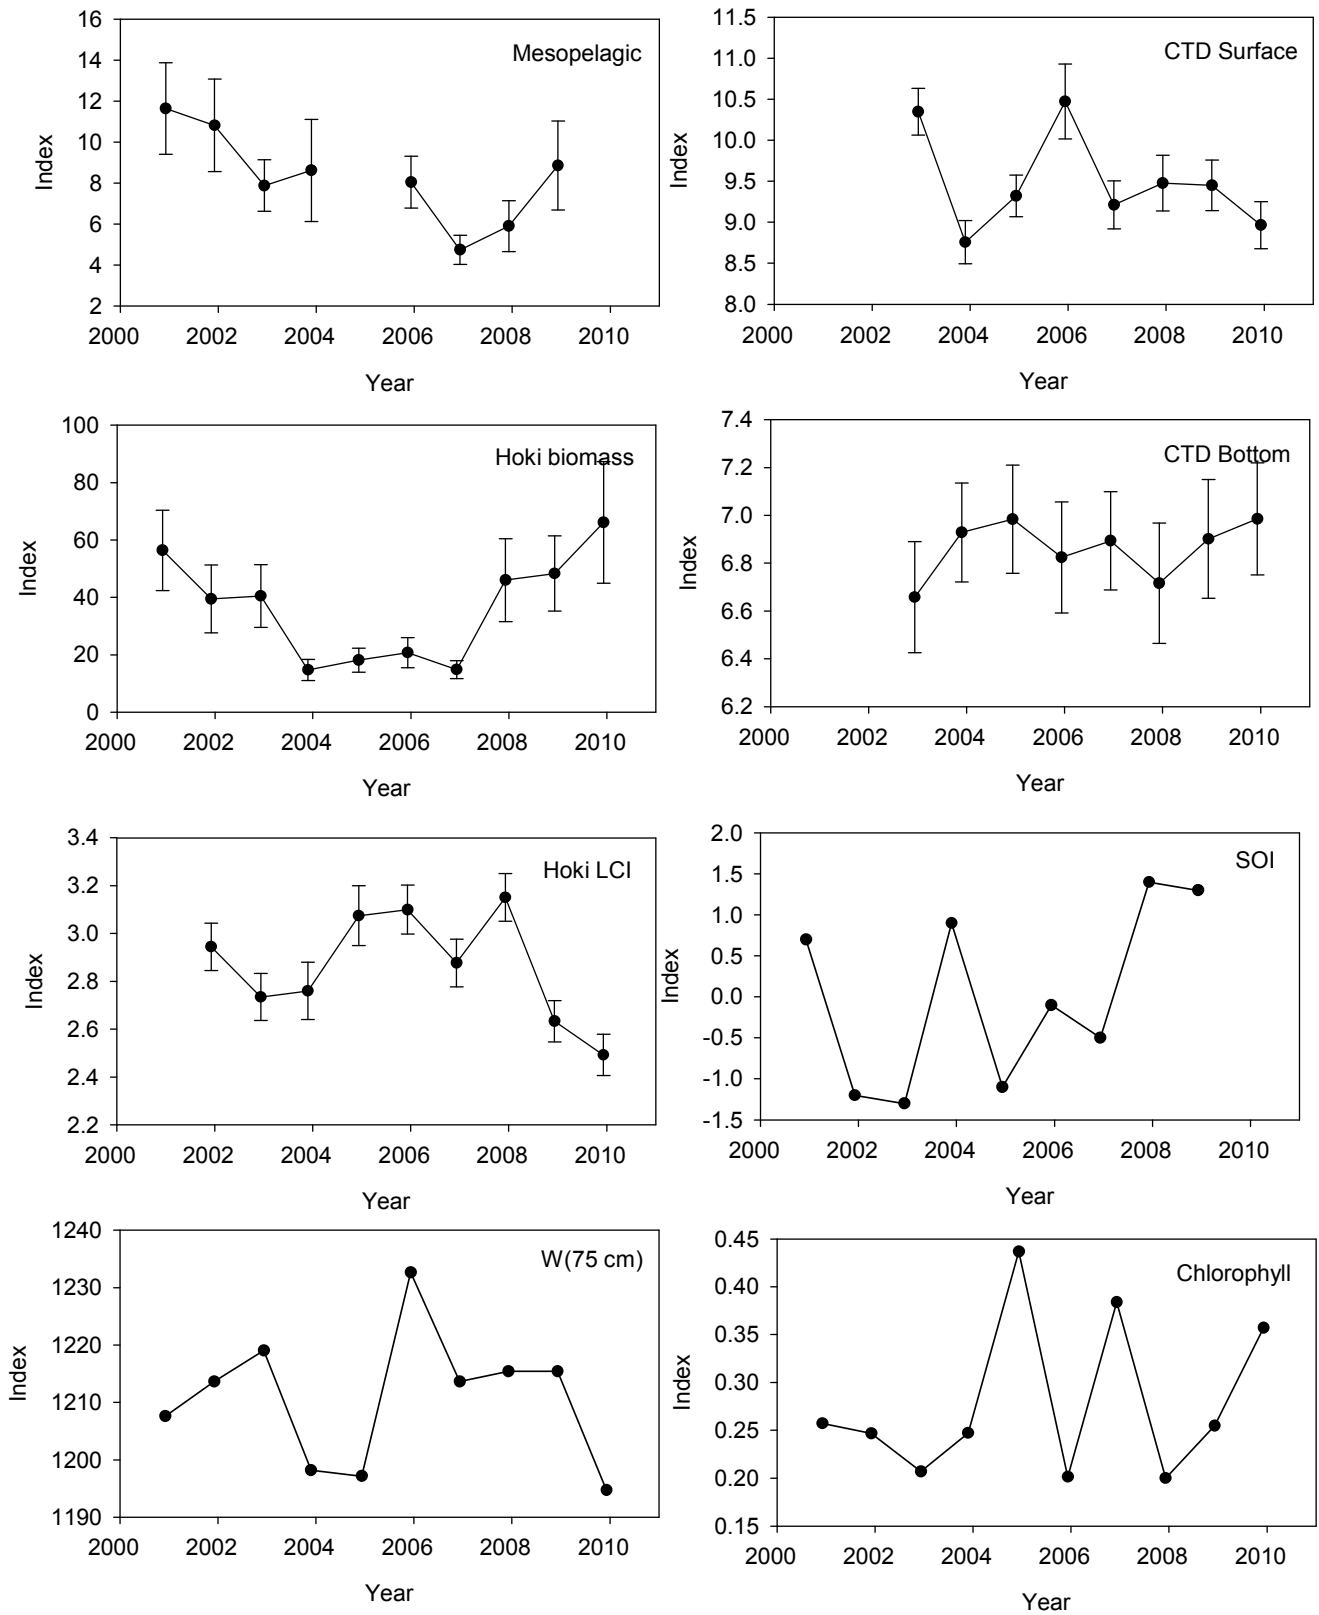 Mesopelagic
16
14
12
10
8
6
4
2
Index
2000 2002 2004 2006 2008 2010
Year
CTD Surface
11.5
11.0
10.5
10.0
9.5
9.0
8.5
8.0
Index
2000 2002 2004 2006 2008 2010
Year
Hoki biomass
100
80
60
40
20
0
Index
2000 2002 2004 2006 2008 2010
Year
CTD Bottom
7.4
7.2
7.0
6.8
6.6
6.4
6.2
Index
2000 2002 2004 2006 2008 2010
Year
Hoki LCI
3.4
3.2
3.0
2.8
2.6
2.4
2.2
Index
2000 2002 2004 2006 2008 2010
Year
SOI
2.0
1.5
1.0
0.5
0.0
-0.5
-1.0
-1.5
Index
2000 2002 2004 2006 2008 2010
Year
W(75 cm)
1240
1230
1220
1210
1200
1190
Index
2000 2002 2004 2006 2008 2010
Year
Chlorophyll
0.45
0.40
0.35
0.30
0.25
0.20
0.15
Index
2000 2002 2004 2006 2008 2010
Year